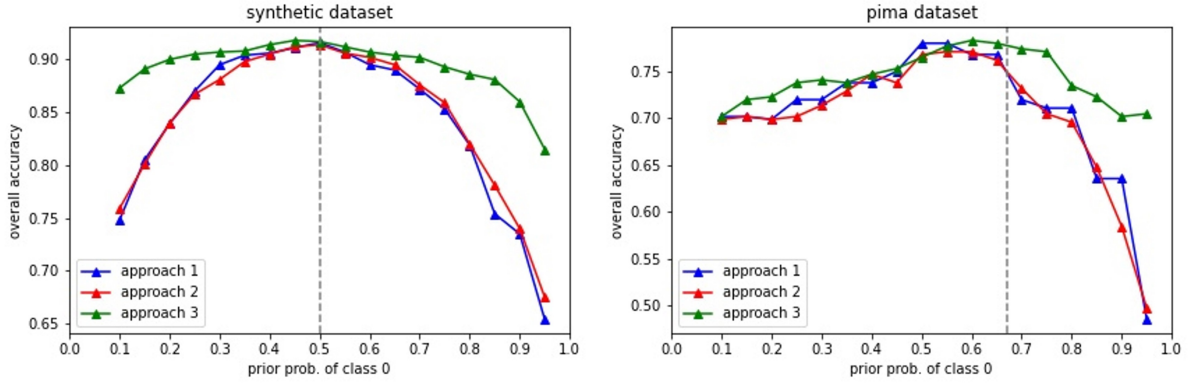 synthetic dataset
overall accuracy
0.90
0.85
0.80
0.75
0.70
0.65
approach 1
approach 2
approach 3
0.0 0.1 0.2 0.3 0.4 0.5 0.6 0.7 0.8 0.9 1.0
prior prob. of class 0
pima dataset
overall accuracy
0.75
0.70
0.65
0.60
0.55
0.50
approach 1
approach 2
approach 3
0.0 0.1 0.2 0.3 0.4 0.5 0.6 0.7 0.8 0.9 1.0
prior prob. of class 0